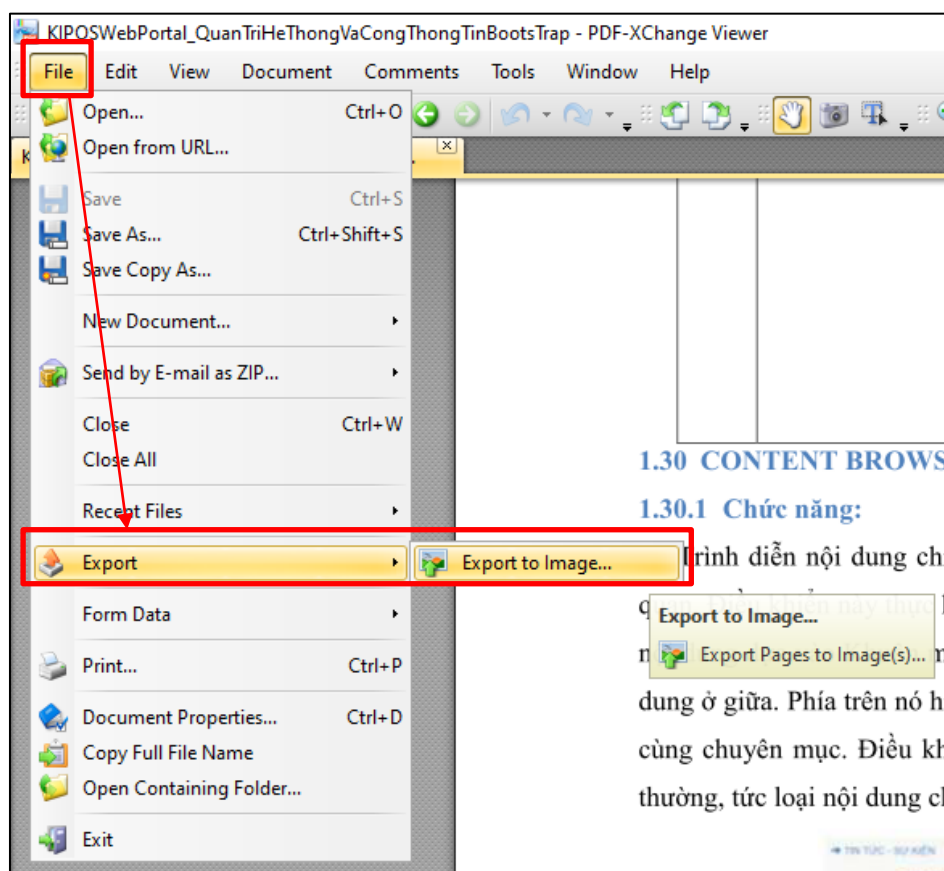 KIPOSWebPortal_QuanTriHeThongVaCongThongTinBootsTrap - PDF-XChange Viewer
File Edit View Document Comments Tools Window Help
Open... Ctrl+O
Open from URL...
Save Ctrl+S
Save As... Ctrl+Shift+S
Save Copy As...
New Document...
Send by E-mail as ZIP...
Close Ctrl+W
Close All
Recent Files
Export
Export to Image...
Form Data
Print... Ctrl+P
Document Properties... Ctrl+D
Copy Full File Name
Open Containing Folder...
Exit
1.30 CONTENT BROWS
1.30.1 Chức năng:
Trình diễn nội dung ch
Export to Image...
Export Pages to Image(s)...
dung ở giữa. Phía trên nó h
cùng chuyên mục. Điều kh
thường, tức loại nội dung c
TIN TỨC - SỰ KIỆN